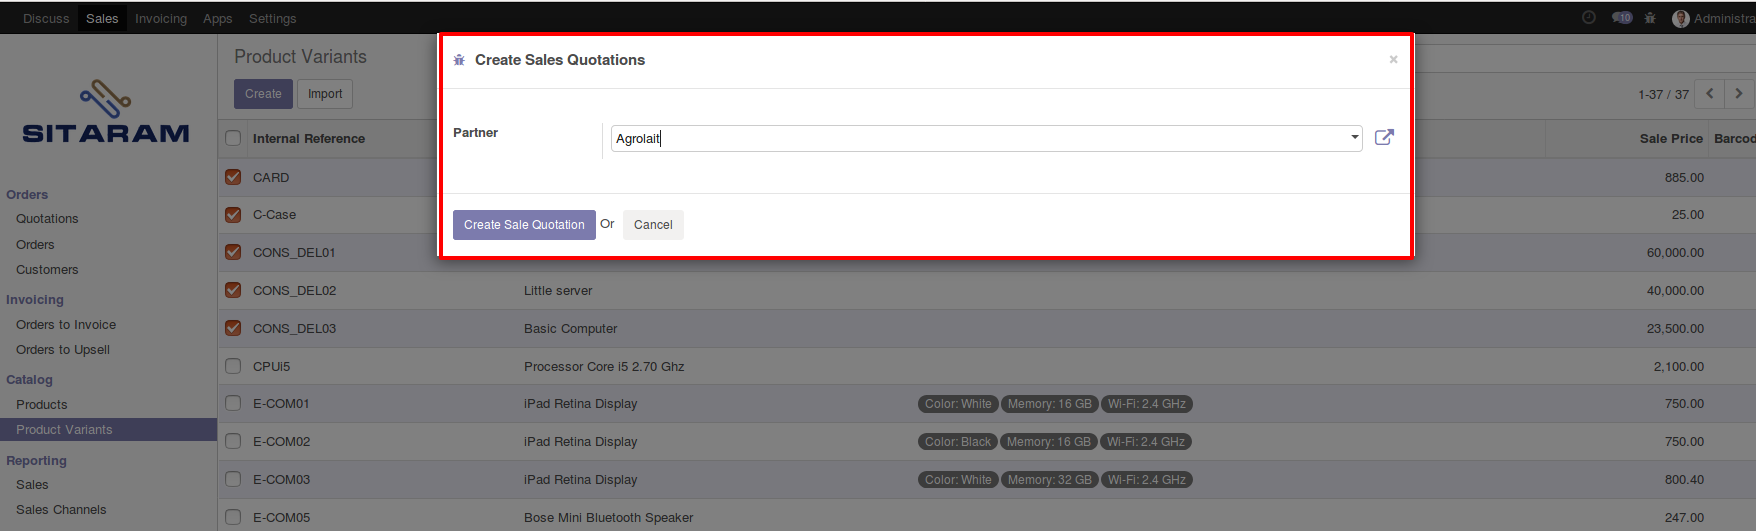 Discuss Sales Invoicing Apps Settings
10 Administra
SITARAM
Orders
Quotations
Orders
Customers
Invoicing
Orders to Invoice
Orders to Upsell
Catalog
Products
Product Variants
Reporting
Sales
Sales Channels
Product Variants
Create Import
1-37 / 37
Create Sales Quotations ×
Partner Agrolait
Create Sale Quotation Or Cancel
Internal Reference Sale Price Barcod
CARD 885.00
C-Case 25.00
CONS_DEL01 60,000.00
CONS_DEL02 Little server 40,000.00
CONS_DEL03 Basic Computer 23,500.00
CPUi5 Processor Core i5 2.70 Ghz 2,100.00
E-COM01 iPad Retina Display Color: White Memory: 16 GB Wi-Fi: 2.4 GHz 750.00
E-COM02 iPad Retina Display Color: Black Memory: 16 GB Wi-Fi: 2.4 GHz 750.00
E-COM03 iPad Retina Display Color: White Memory: 32 GB Wi-Fi: 2.4 GHz 800.40
E-COM05 Bose Mini Bluetooth Speaker 247.00